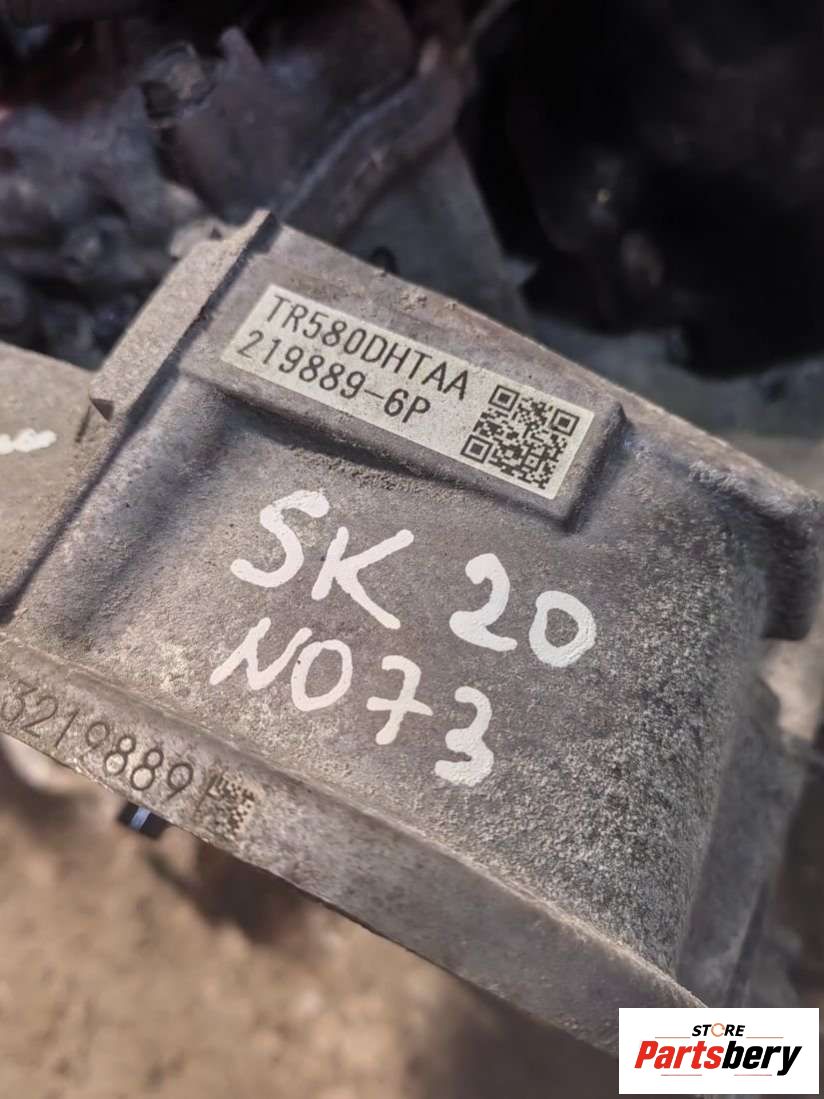 TR580DHTAA
219889-6P
SK 20
NO73
3219889
STORE
Partsbery